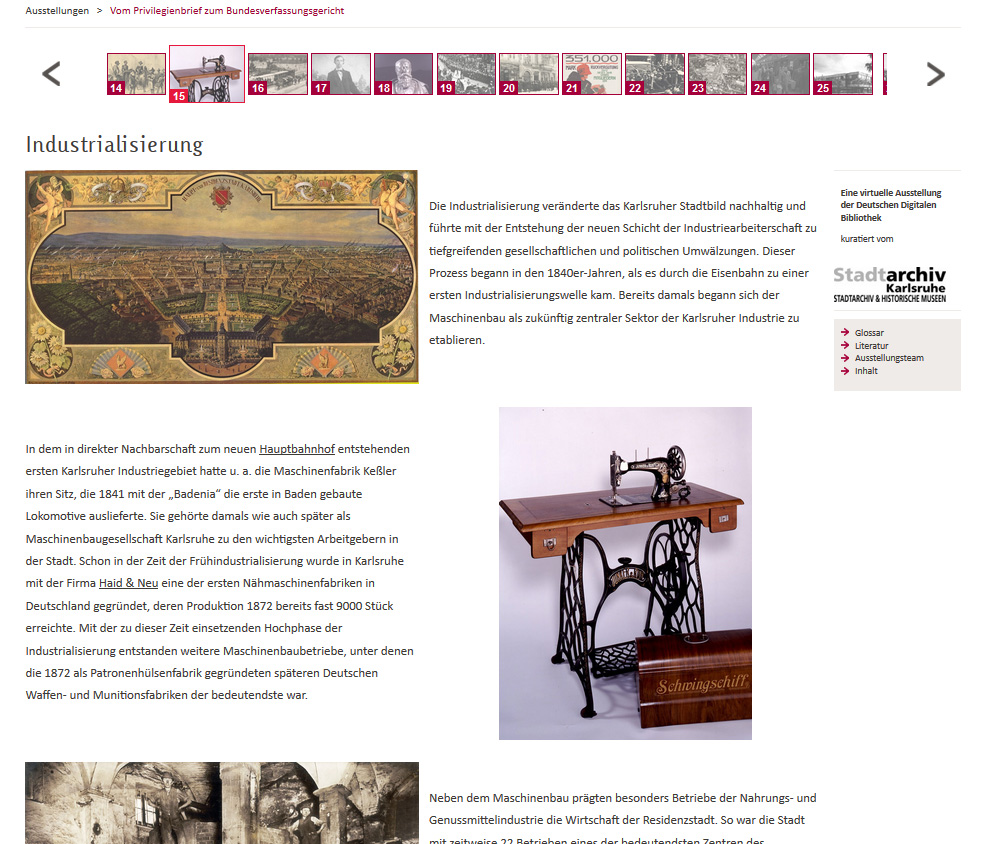 Ausstellungen > Vom Privilegienbrief zum Bundesverfassungsgericht
14
15
16
17
18
19
20
21
22
23
24
25
551.000
Industrialisierung
Die Industrialisierung veränderte das Karlsruher Stadtbild nachhaltig und
führte mit der Entstehung der neuen Schicht der Industriearbeiterschaft zu
tiefgreifenden gesellschaftlichen und politischen Umwälzungen. Dieser
Prozess begann in den 1840er-Jahren, als es durch die Eisenbahn zu einer
ersten Industrialisierungswelle kam. Bereits damals begann sich der
Maschinenbau als zukünftig zentraler Sektor der Karlsruher Industrie zu
etablieren.
Eine virtuelle Ausstellung
der Deutschen Digitalen
Bibliothek
kuratiert vom
Stadtarchiv
Karlsruhe
STADTARCHIV & HISTORISCHE MUSEEN
Glossar
Literatur
Ausstellungsteam
Inhalt
In dem in direkter Nachbarschaft zum neuen Hauptbahnhof entstehenden
ersten Karlsruher Industriegebiet hatte u. a. die Maschinenfabrik Keßler
ihren Sitz, die 1841 mit der „Badenia“ die erste in Baden gebaute
Lokomotive auslieferte. Sie gehörte damals wie auch später als
Maschinenbaugesellschaft Karlsruhe zu den wichtigsten Arbeitgebern in
der Stadt. Schon in der Zeit der Frühindustrialisierung wurde in Karlsruhe
mit der Firma Haid & Neu eine der ersten Nähmaschinenfabriken in
Deutschland gegründet, deren Produktion 1872 bereits fast 9000 Stück
erreichte. Mit der zu dieser Zeit einsetzenden Hochphase der
Industrialisierung entstanden weitere Maschinenbaubetriebe, unter denen
die 1872 als Patronenhülsenfabrik gegründeten späteren Deutschen
Waffen- und Munitionsfabriken der bedeutendste war.
Schwingschiff
Neben dem Maschinenbau prägten besonders Betriebe der Nahrungs- und
Genussmittelindustrie die Wirtschaft der Residenzstadt. So war die Stadt
mit zeitweise 22 Betrieben eines der bedeutendsten Zentren des